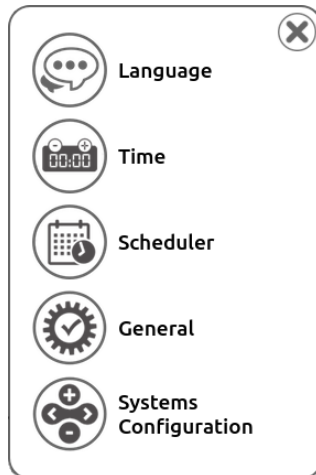 Language
00:00
Time
Scheduler
General
Systems
Configuration